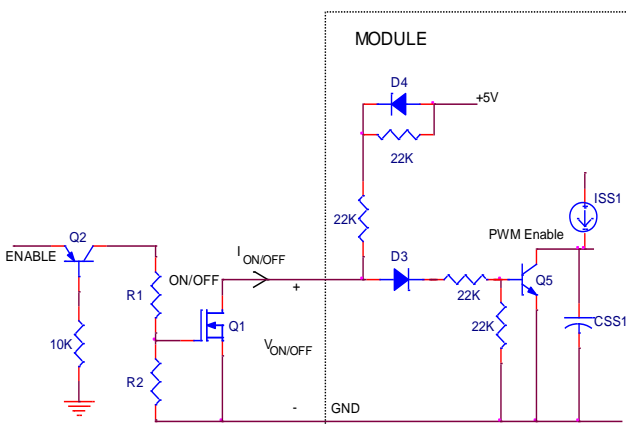 MODULE
D4
+5V
22K
ISS1
22K
PWM Enable
Q2
ENABLE
I ON/OFF
ON/OFF
D3
Q5
R1
+
22K
Q1
22K
CSS1
10K
V ON/OFF
R2
-
GND